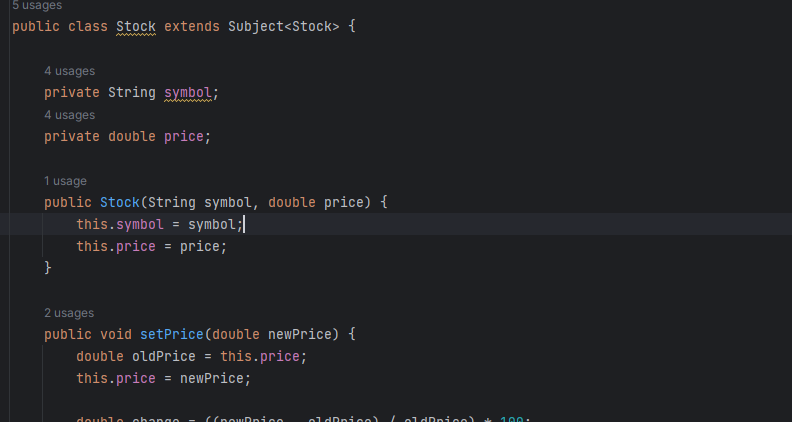 5 usages
public class Stock extends Subject<Stock> {
4 usages
private String symbol;
4 usages
private double price;
1 usage
public Stock(String symbol, double price) {
this.symbol = symbol;
this.price = price;
}
2 usages
public void setPrice(double newPrice) {
double oldPrice = this.price;
this.price = newPrice;
double change = ((newPrice - oldPrice) / oldPrice) * 100;